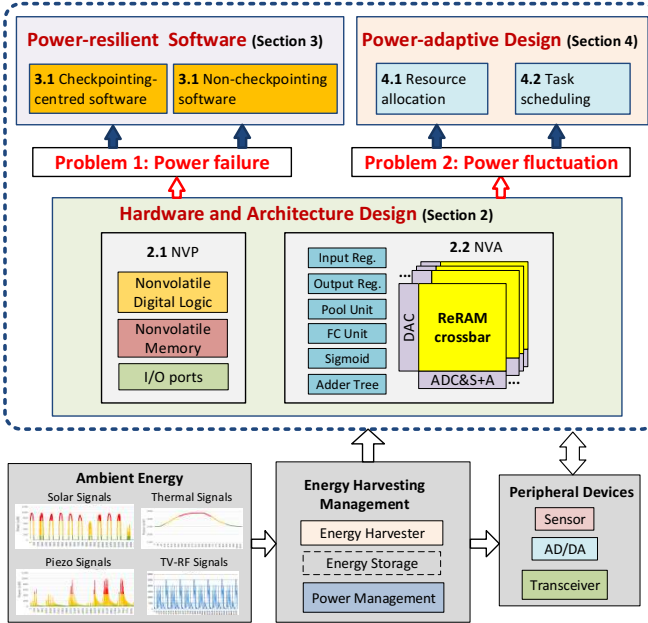 Power-resilient Software (Section 3)
3.1 Checkpointing-
centred software
3.1 Non-checkpointing
software
Power-adaptive Design (Section 4)
4.1 Resource
allocation
4.2 Task
scheduling
Problem 1: Power failure
Problem 2: Power fluctuation
Hardware and Architecture Design (Section 2)
2.1 NVP
Nonvolatile
Digital Logic
Nonvolatile
Memory
I/O ports
2.2 NVA
Input Reg.
Output Reg.
Pool Unit
FC Unit
Sigmoid
Adder Tree
...
DAC
ReRAM
crossbar
ADC&S+A
...
Ambient Energy
Solar Signals
Thermal Signals
Piezo Signals
TV-RF Signals
Energy Harvesting
Management
Energy Harvester
Energy Storage
Power Management
Peripheral Devices
Sensor
AD/DA
Transceiver